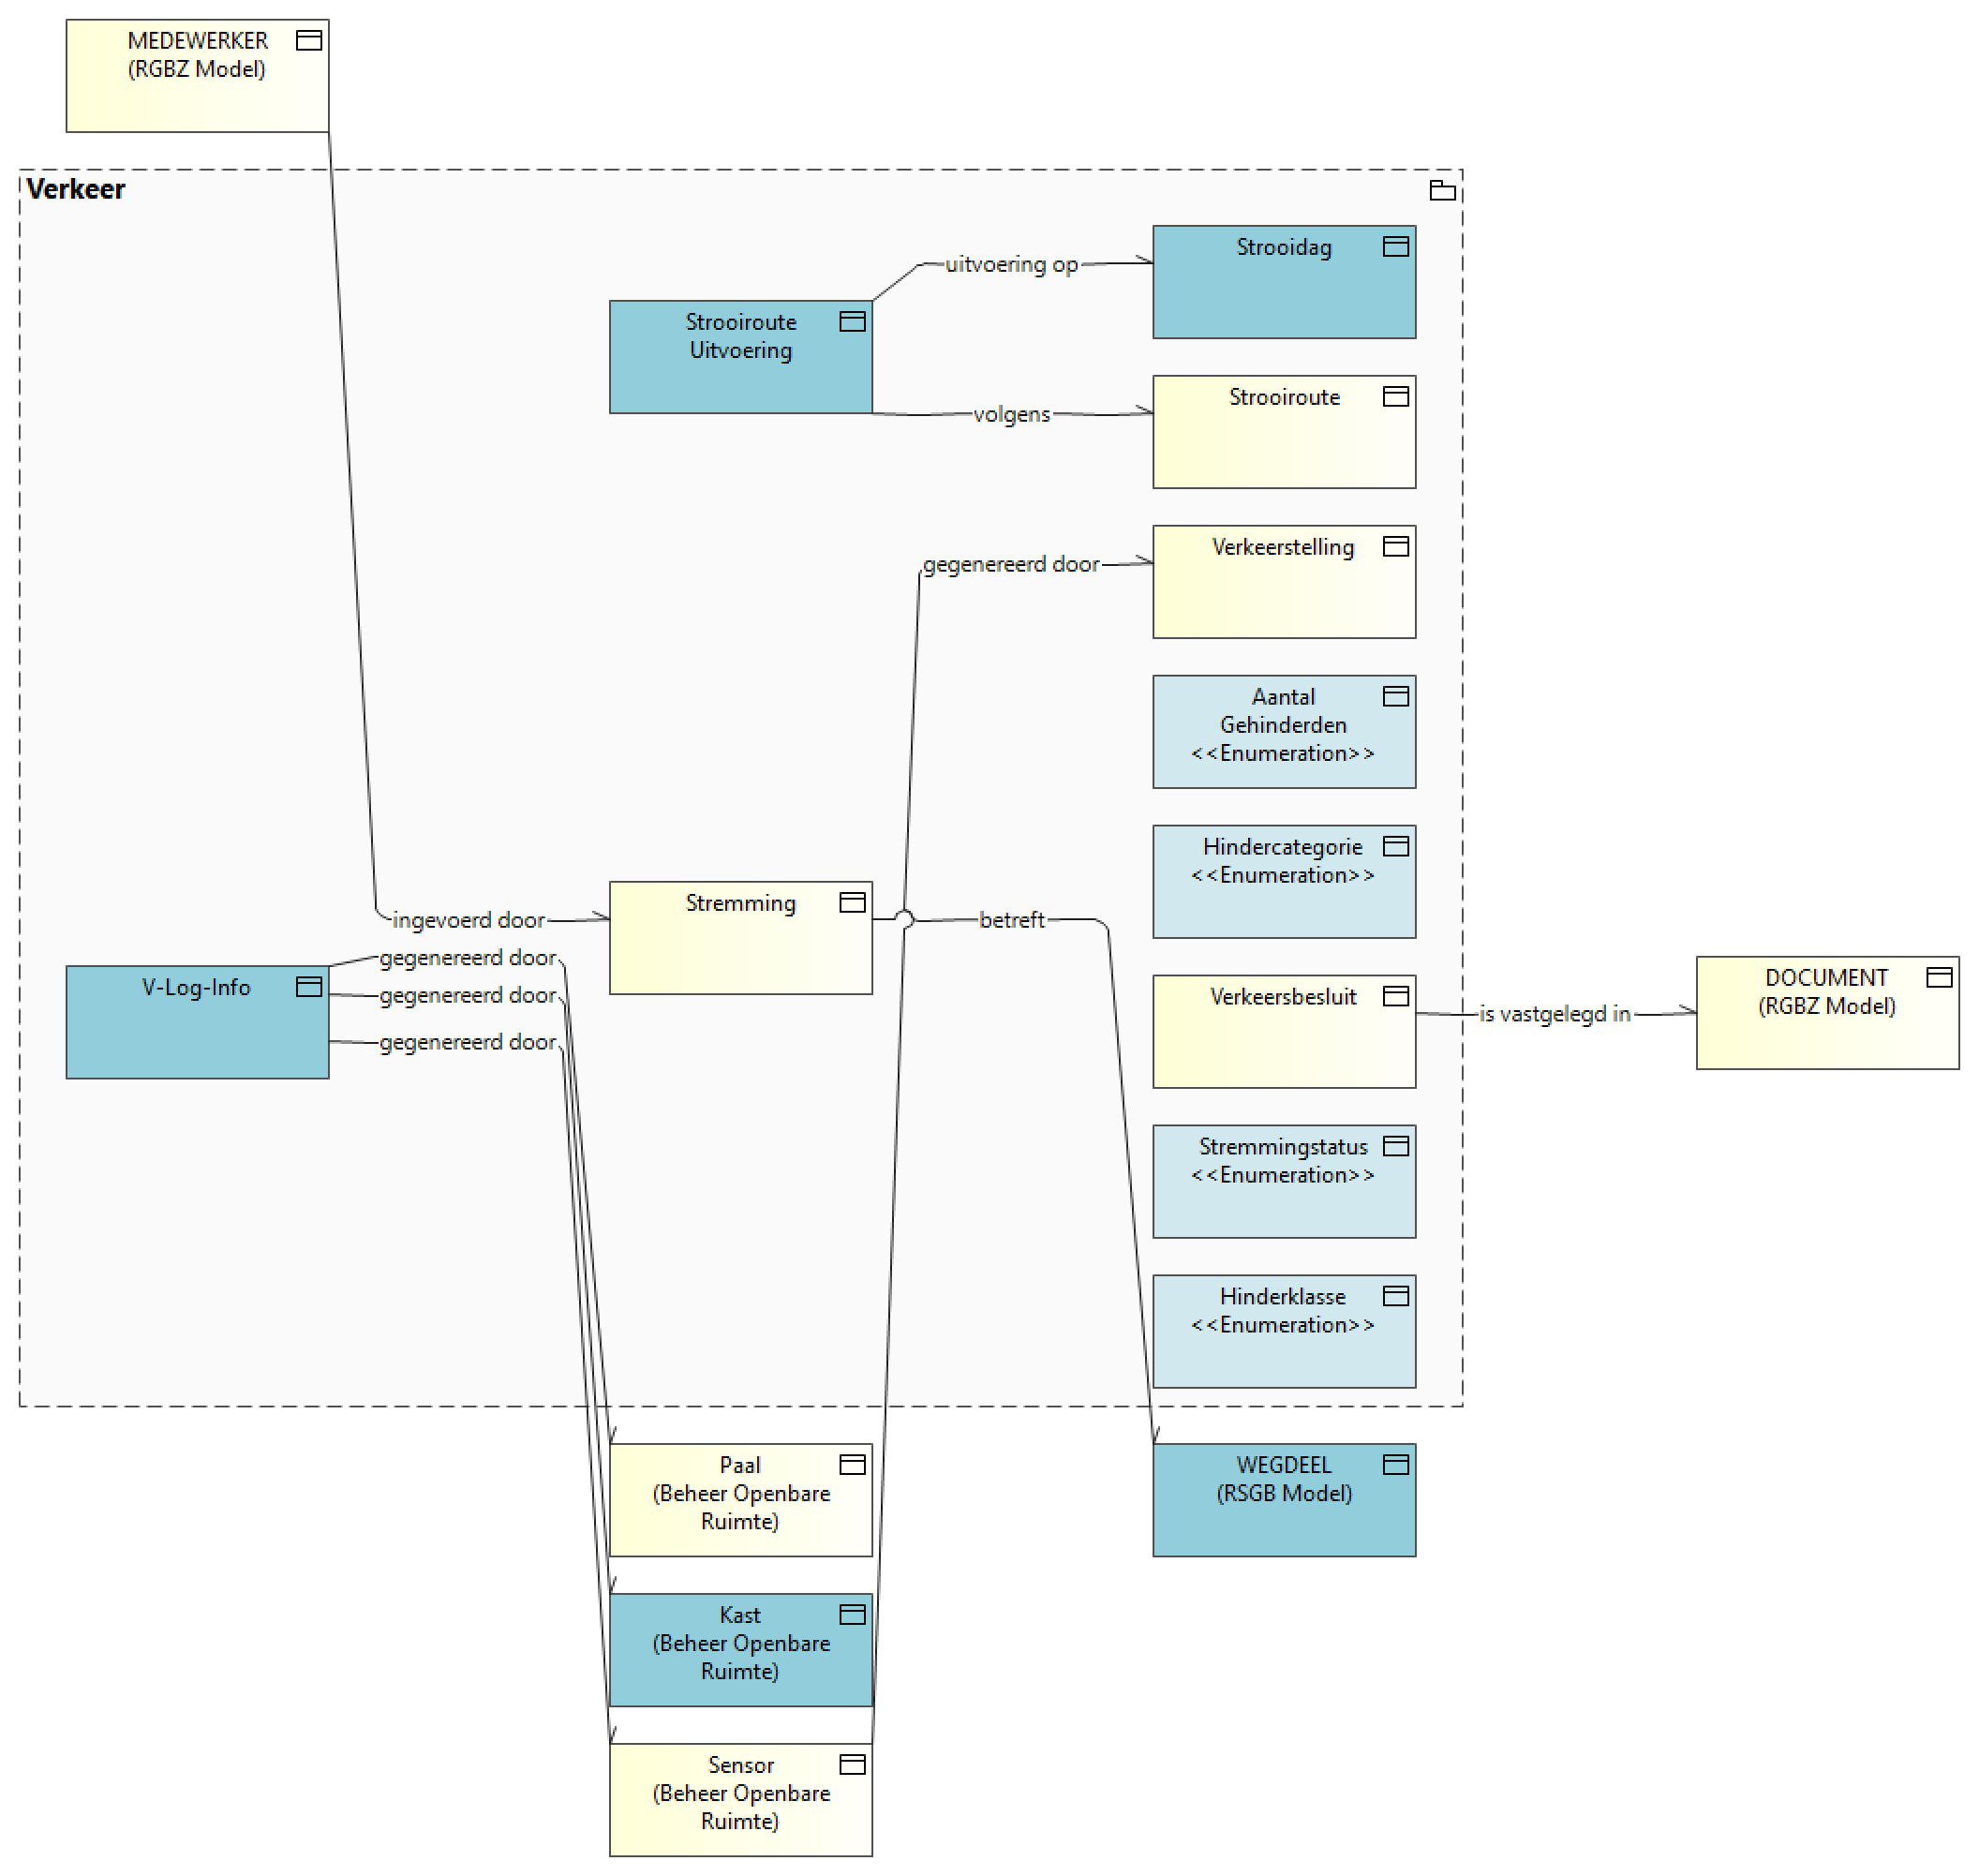 MEDEWERKER
(RGBZ Model)
Verkeer
Strooidag
uitvoering op
Strooiroute
Uitvoering
Strooiroute
volgens
Verkeerstelling
gegenereerd door
Aantal
Gehinderden
<<Enumeration>>
Hindercategorie
<<Enumeration>>
Stremming
ingevoerd door
betreft
gegenereerd door
V-Log-Info
gegenereerd door
gegenereerd door
Verkeersbesluit
is vastgelegd in
DOCUMENT
(RGBZ Model)
Stremmingstatus
<<Enumeration>>
Hinderklasse
<<Enumeration>>
Paal
(Beheer Openbare
Ruimte)
WEGDEEL
(RSGB Model)
Kast
(Beheer Openbare
Ruimte)
Sensor
(Beheer Openbare
Ruimte)